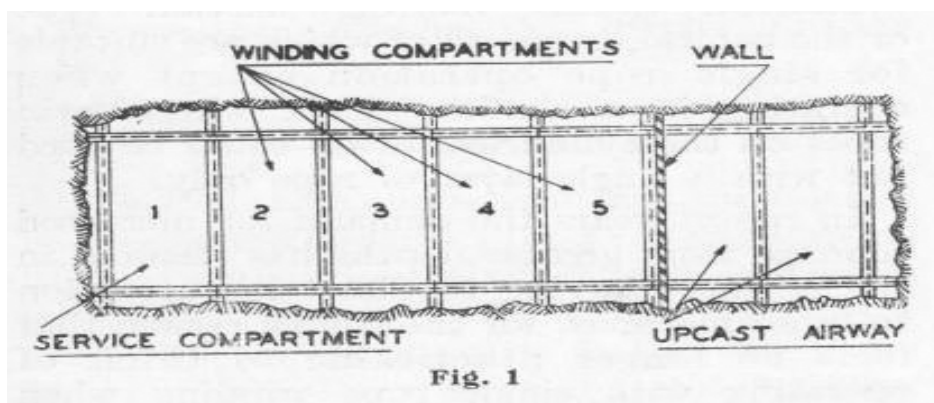 WINDING COMPARTMENTS
WALL
1 2 3 4 5
SERVICE COMPARTMENT
UPCAST AIRWAY
Fig. 1